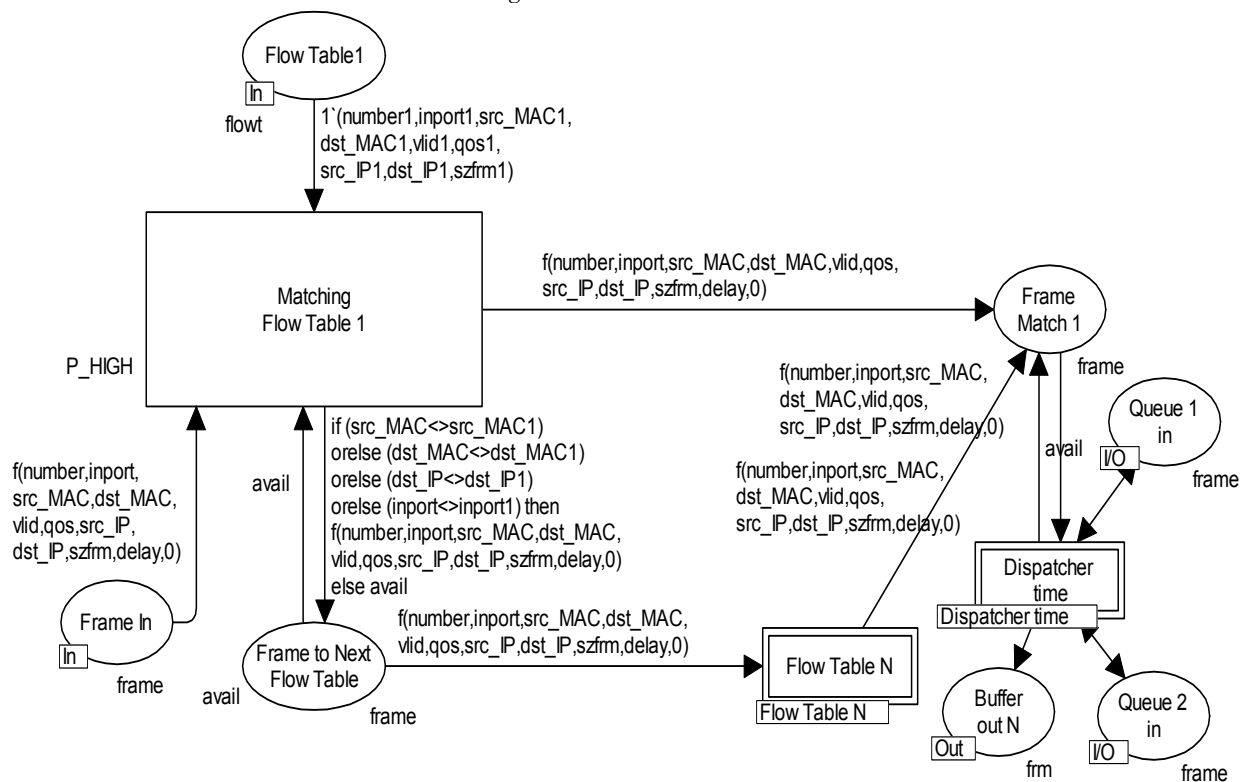 Flow Table1
In
flowt
1`(number1,inport1,src_MAC1,
dst_MAC1,vlid1,qos1,
src_IP1,dst_IP1,szfrm1)
Matching
Flow Table 1
P_HIGH
f(number,inport,src_MAC,dst_MAC,vlid,qos,
src_IP,dst_IP,szfrm,delay,0)
Frame
Match 1
frame
f(number,inport,
src_MAC,dst_MAC,
vlid,qos,src_IP,
dst_IP,szfrm,delay,0)
Frame In
In
frame
avail
if (src_MAC<>src_MAC1)
orelse (dst_MAC<>dst_MAC1)
orelse (dst_IP<>dst_IP1)
orelse (inport<>inport1) then
f(number,inport,src_MAC,dst_MAC,
vlid,qos,src_IP,dst_IP,szfrm,delay,0)
else avail
Frame to Next
Flow Table
avail
frame
f(number,inport,src_MAC,dst_MAC,
vlid,qos,src_IP,dst_IP,szfrm,delay,0)
Flow Table N
Flow Table N
f(number,inport,src_MAC,
dst_MAC,vlid,qos,
src_IP,dst_IP,szfrm,delay,0)
f(number,inport,src_MAC,
dst_MAC,vlid,qos,
src_IP,dst_IP,szfrm,delay,0)
avail
Queue 1
in
I/O
frame
Dispatcher
time
Dispatcher time
Buffer
out N
Out
frm
Queue 2
in
I/O
frame